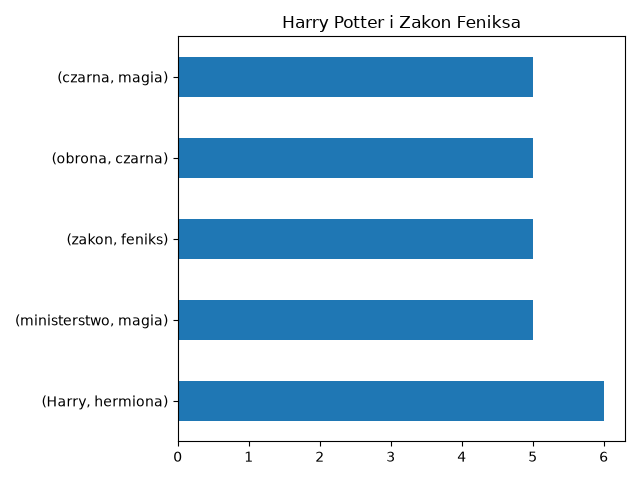 Harry Potter i Zakon Feniksa
(czarna, magia)
(obrona, czarna)
(zakon, feniks)
(ministerstwo, magia)
(Harry, hermiona)
0 1 2 3 4 5 6